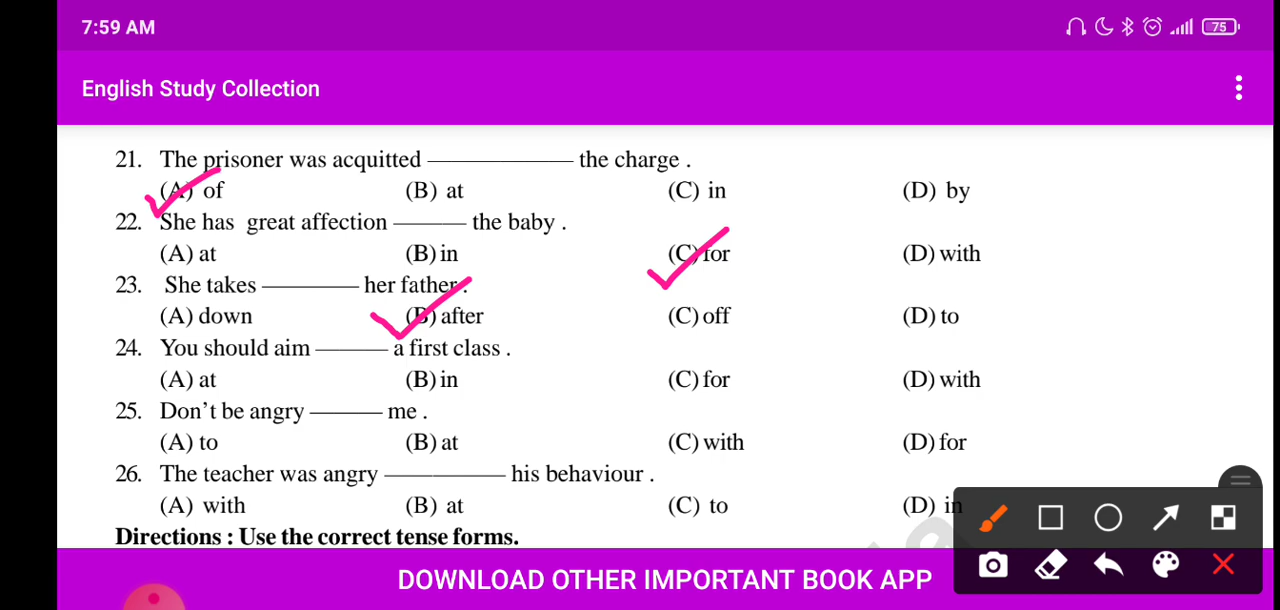 7:59 AM
75
English Study Collection
21. The prisoner was acquitted ———— the charge .
(A) of (B) at (C) in (D) by
22. She has great affection ——— the baby .
(A) at (B) in (C) for (D) with
23. She takes ——— her father .
(A) down (B) after (C) off (D) to
24. You should aim ——— a first class .
(A) at (B) in (C) for (D) with
25. Don't be angry ——— me .
(A) to (B) at (C) with (D) for
26. The teacher was angry ———— his behaviour .
(A) with (B) at (C) to (D) in
Directions : Use the correct tense forms.
DOWNLOAD OTHER IMPORTANT BOOK APP